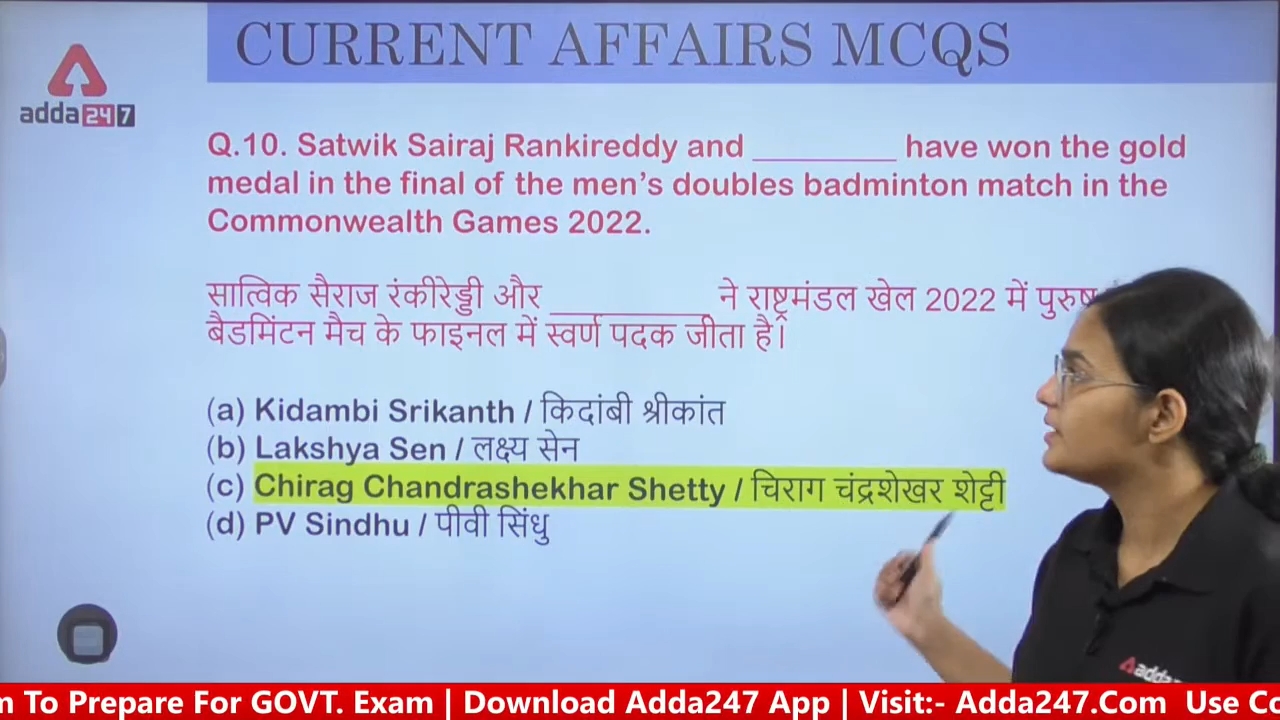 CURRENT AFFAIRS MCQS
adda247
Q.10. Satwik Sairaj Rankireddy and ________ have won the gold
medal in the final of the men’s doubles badminton match in the
Commonwealth Games 2022.
सात्विक सैराज रंकीरेड्डी और ___________ ने राष्ट्रमंडल खेल 2022 में पुरुष
बैडमिंटन मैच के फाइनल में स्वर्ण पदक जीता है।
(a) Kidambi Srikanth / किदांबी श्रीकांत
(b) Lakshya Sen / लक्ष्य सेन
(c) Chirag Chandrashekhar Shetty / चिराग चंद्रशेखर शेट्टी
(d) PV Sindhu / पीवी सिंधु
adda
To Prepare For GOVT. Exam | Download Adda247 App | Visit:- Adda247.Com Use